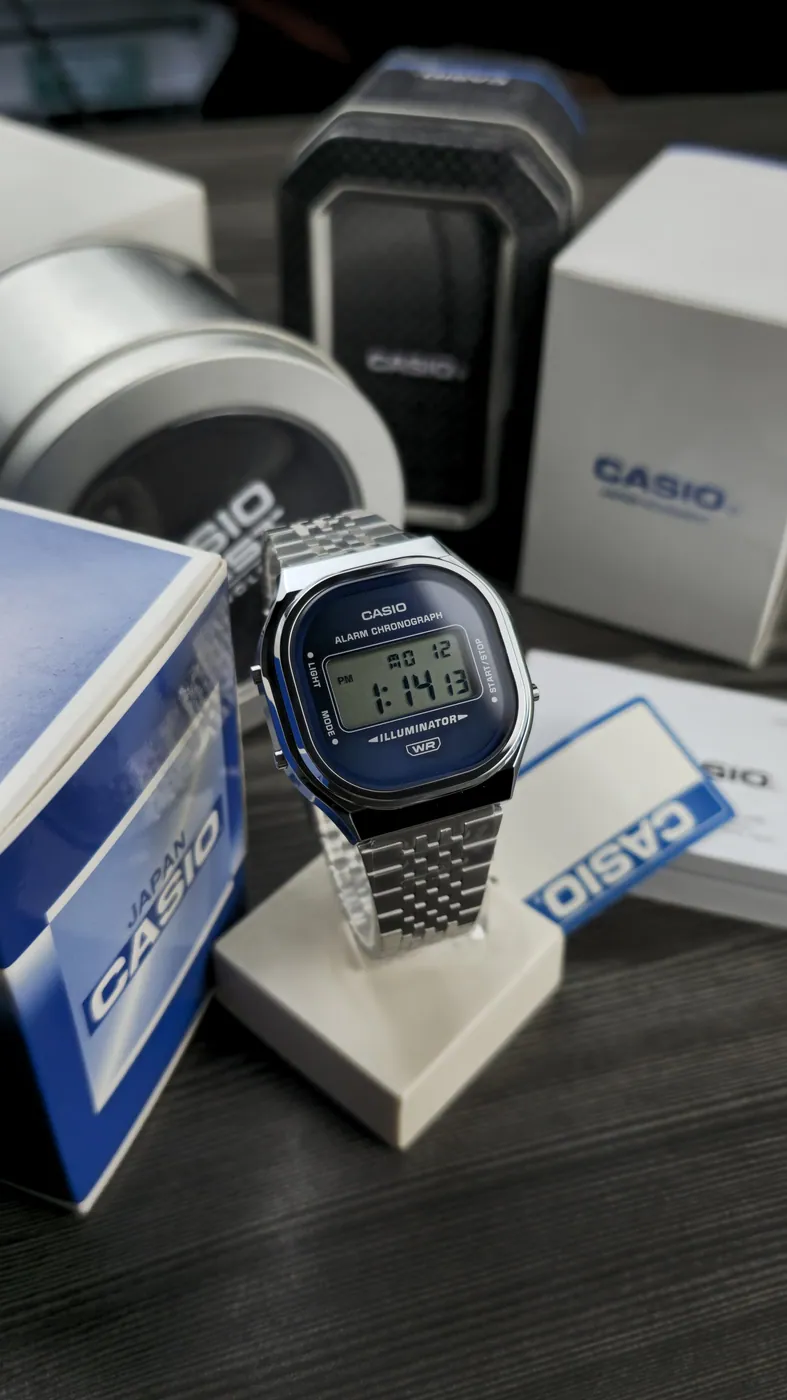 CASIO
CASIO
SIO
CASIO
ALARM CHRONOGRAPH
MO 12
PM 1:14 13
LIGHT
START/STOP
MODE
ILLUMINATOR
WR
SIO
CASIO
JAPAN
CASIO